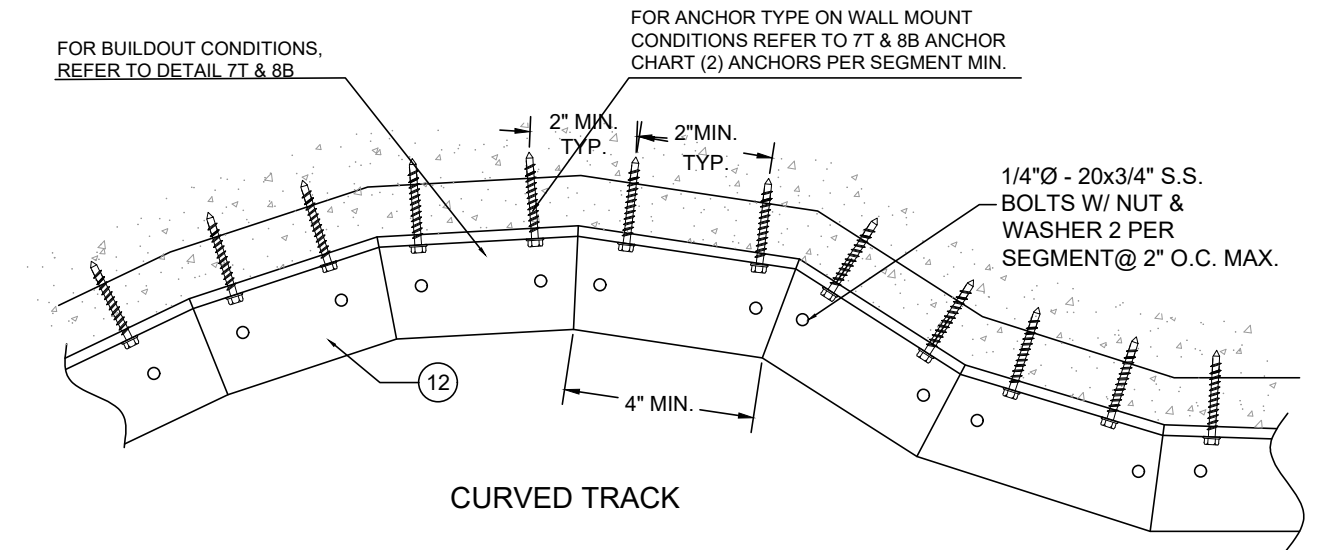 FOR BUILDOUT CONDITIONS,
REFER TO DETAIL 7T & 8B
FOR ANCHOR TYPE ON WALL MOUNT
CONDITIONS REFER TO 7T & 8B ANCHOR
CHART (2) ANCHORS PER SEGMENT MIN.
2" MIN.
TYP.
2"MIN.
TYP.
1/4"Ø - 20x3/4" S.S.
BOLTS W/ NUT &
WASHER 2 PER
SEGMENT@ 2" O.C. MAX.
12
4" MIN.
CURVED TRACK